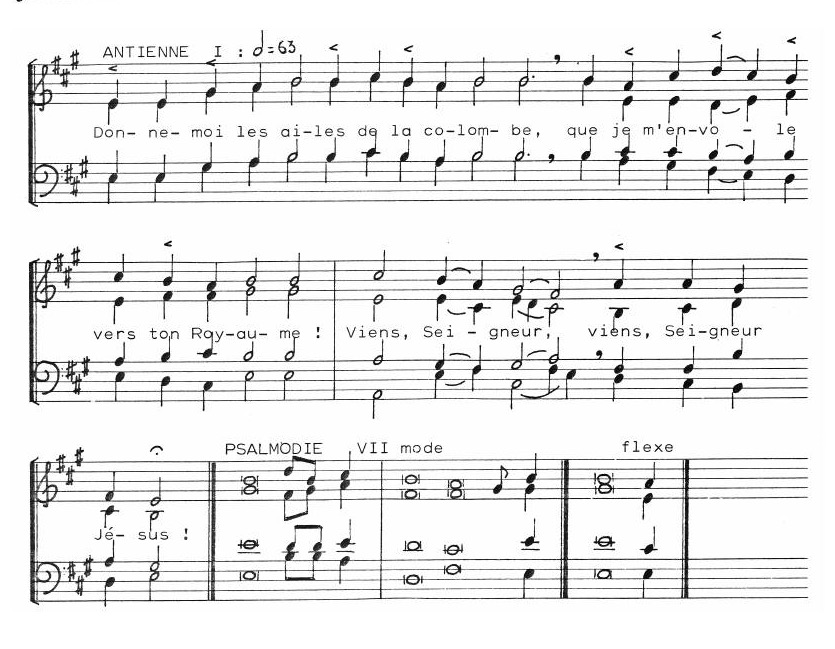 ANTIENNE I : 𝅗𝅥=63
Don- ne- moi les ai-les de la co-lom- be, que je m'en-vo - le
vers ton Roy-au- me ! Viens, Sei - gneur, viens, Sei-gneur
Jé- sus !
PSALMODIE VII mode flexe